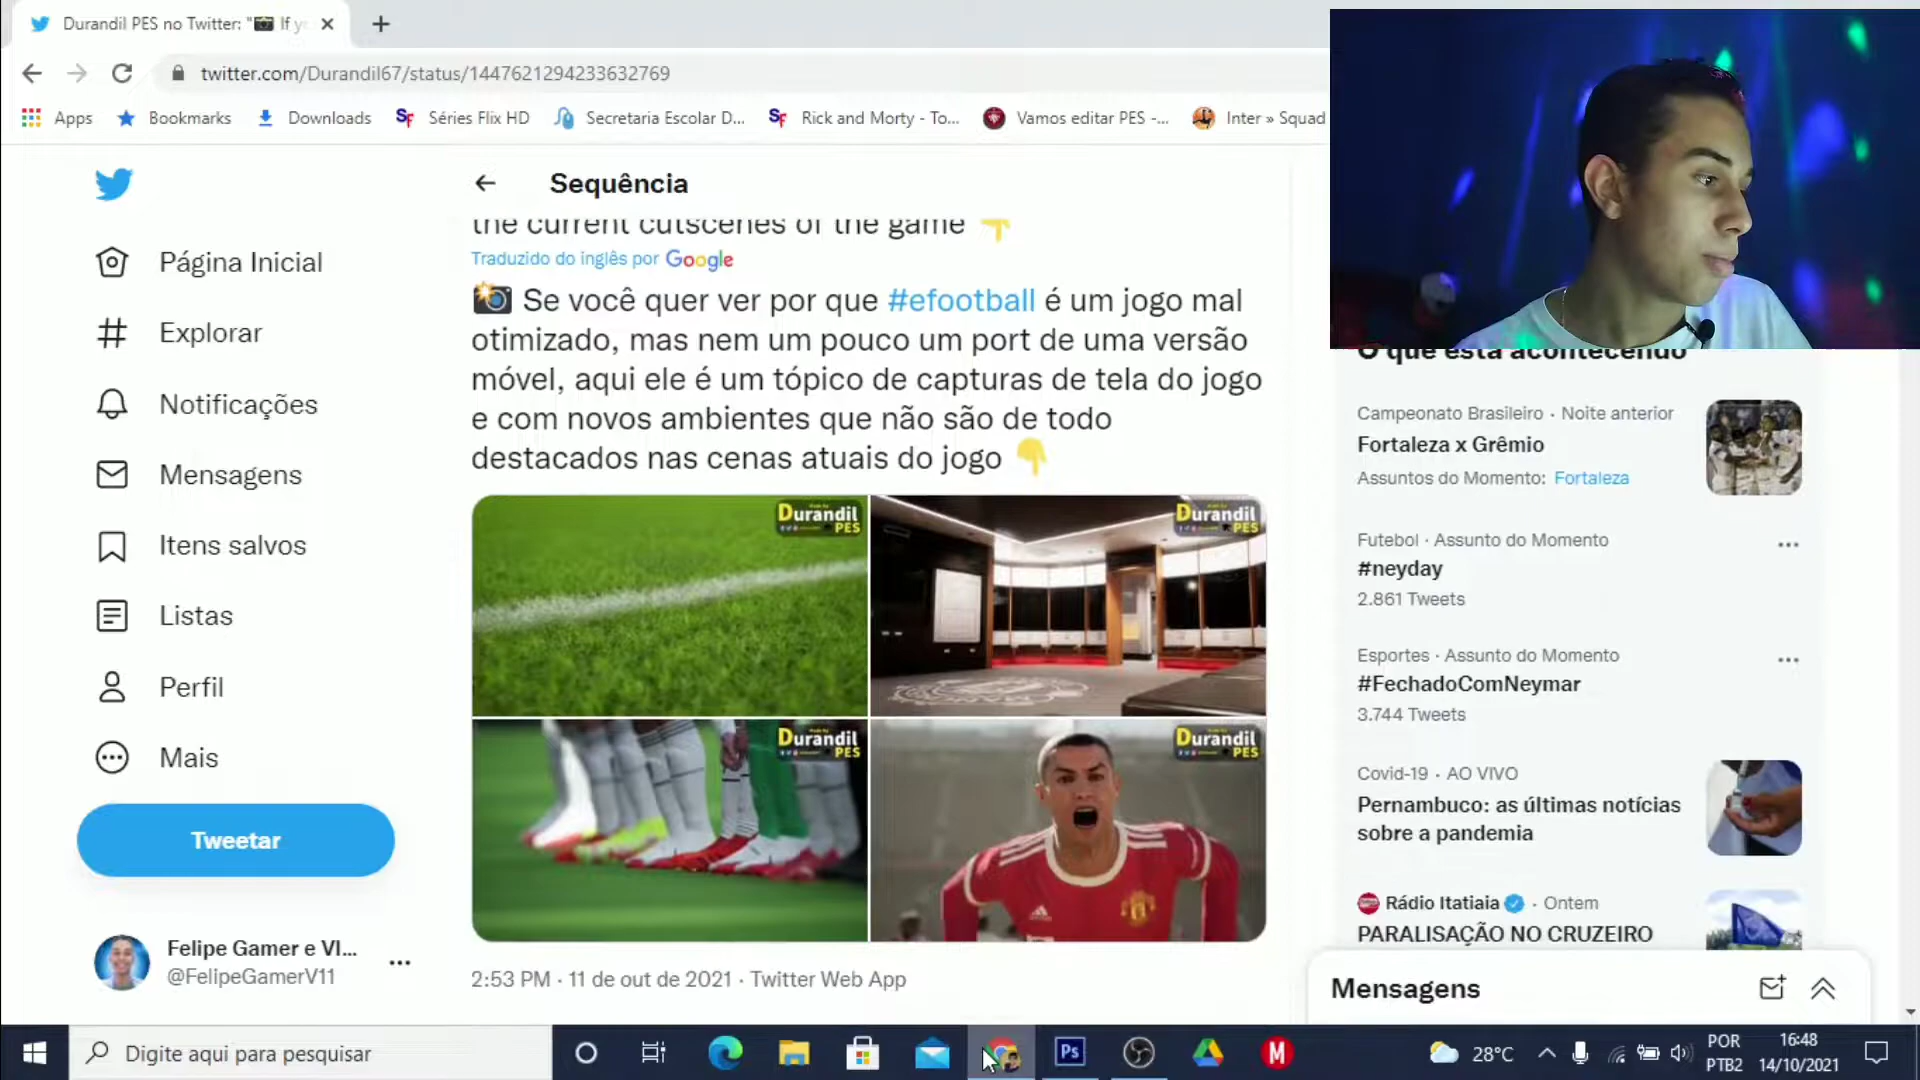 Durandil PES no Twitter: "📷 If y
twitter.com/Durandil67/status/1447621294233632769
Apps
Bookmarks
Downloads
SF Séries Flix HD
Secretaria Escolar D...
SF Rick and Morty - To...
Vamos editar PES -...
Inter » Squad
Sequência
the current cutscenes of the game 👇
Traduzido do inglês por Google
📸 Se você quer ver por que #efootball é um jogo mal
otimizado, mas nem um pouco um port de uma versão
móvel, aqui ele é um tópico de capturas de tela do jogo
e com novos ambientes que não são de todo
destacados nas cenas atuais do jogo 👇
Durandil
PES
Durandil
PES
Durandil
PES
Durandil
PES
2:53 PM · 11 de out de 2021 · Twitter Web App
Página Inicial
Explorar
Notificações
Mensagens
Itens salvos
Listas
Perfil
Mais
Tweetar
Felipe Gamer e VI...
@FelipeGamerV11
O que está acontecendo
Campeonato Brasileiro · Noite anterior
Fortaleza x Grêmio
Assuntos do Momento: Fortaleza
Futebol · Assunto do Momento
#neyday
2.861 Tweets
Esportes · Assunto do Momento
#FechadoComNeymar
3.744 Tweets
Covid-19 · AO VIVO
Pernambuco: as últimas notícias
sobre a pandemia
Rádio Itatiaia · Ontem
PARALISAÇÃO NO CRUZEIRO
Mensagens
Digite aqui para pesquisar
Ps
M
28°C
POR
PTB2
16:48
14/10/2021